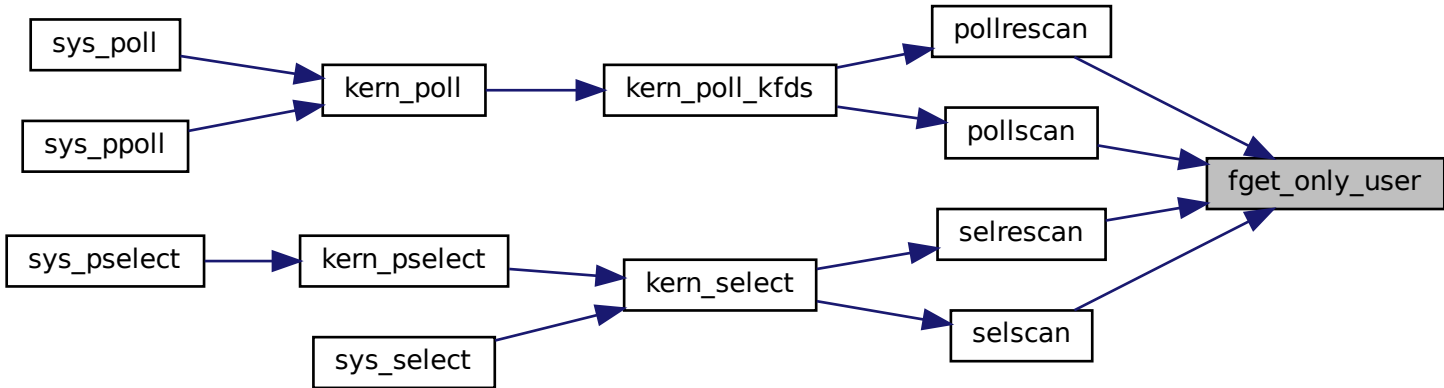 sys_poll
sys_ppoll
kern_poll
kern_poll_kfds
pollrescan
pollscan
fget_only_user
sys_pselect
kern_pselect
sys_select
kern_select
selrescan
selscan